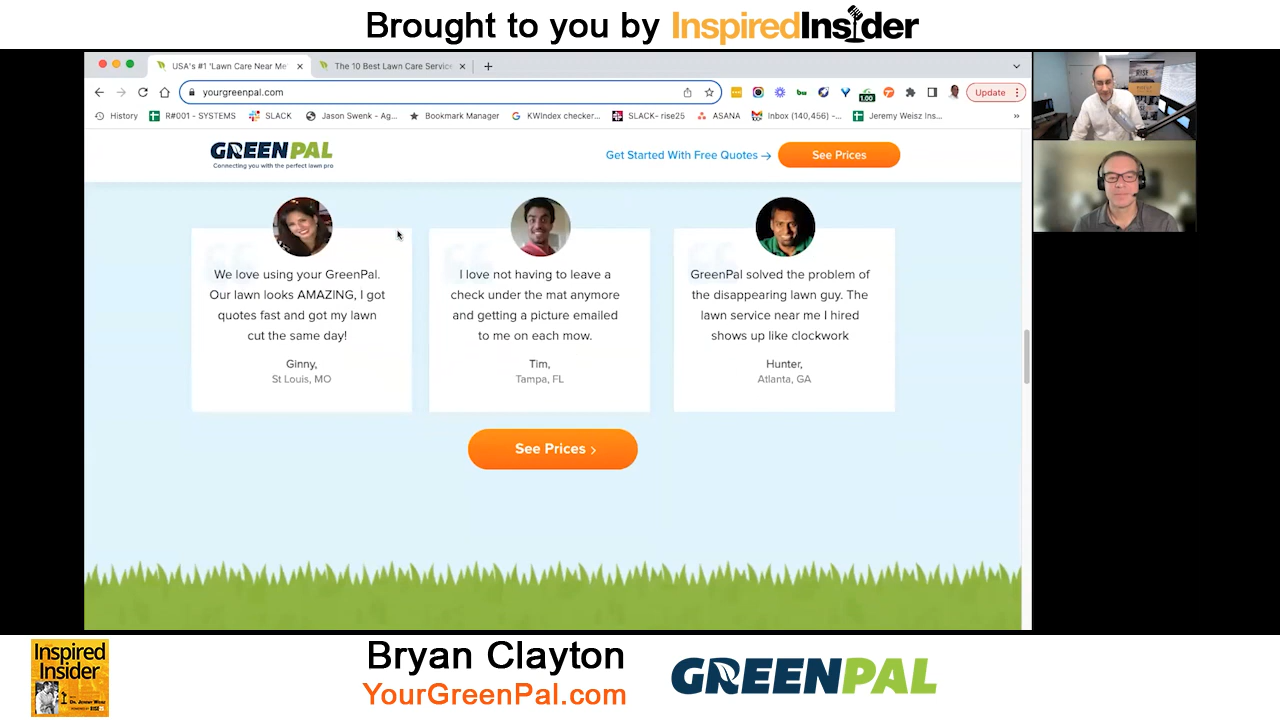 Brought to you by InspiredInsider
USA's #1 'Lawn Care Near Me'
The 10 Best Lawn Care Service
yourgreenpal.com
1.00
Update
History
R#001 - SYSTEMS
SLACK
Jason Swenk - Ag...
Bookmark Manager
KWIndex checker...
SLACK- rise25
ASANA
Inbox (140,456) -...
Jeremy Weisz Ins...
»
GREENPAL
Connecting you with the perfect lawn pro
Get Started With Free Quotes →
See Prices
We love using your GreenPal.
Our lawn looks AMAZING, I got
quotes fast and got my lawn
cut the same day!
Ginny,
St Louis, MO
I love not having to leave a
check under the mat anymore
and getting a picture emailed
to me on each mow.
Tim,
Tampa, FL
GreenPal solved the problem of
the disappearing lawn guy. The
lawn service near me I hired
shows up like clockwork
Hunter,
Atlanta, GA
See Prices ›
Inspired
Insider
Bryan Clayton
YourGreenPal.com
GREENPAL